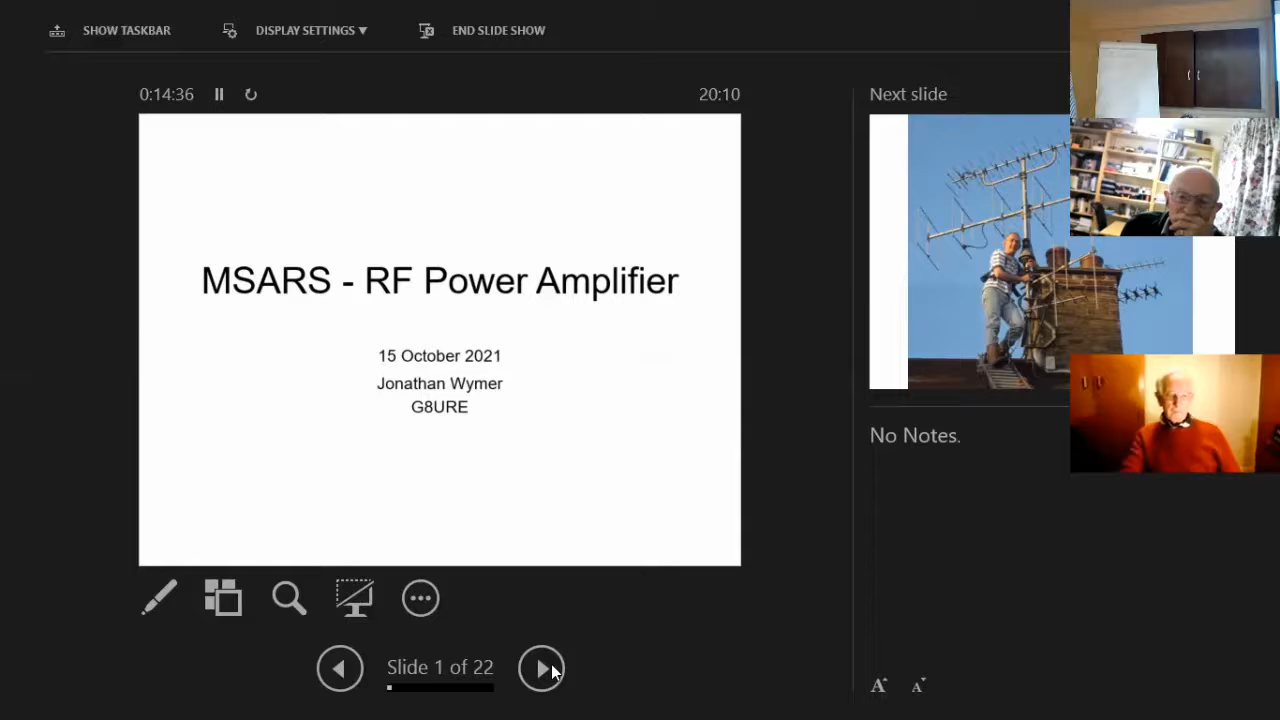 SHOW TASKBAR
DISPLAY SETTINGS ▼
END SLIDE SHOW
0:14:36
20:10
Next slide
MSARS - RF Power Amplifier
15 October 2021
Jonathan Wymer
G8URE
No Notes.
Slide 1 of 22
A A